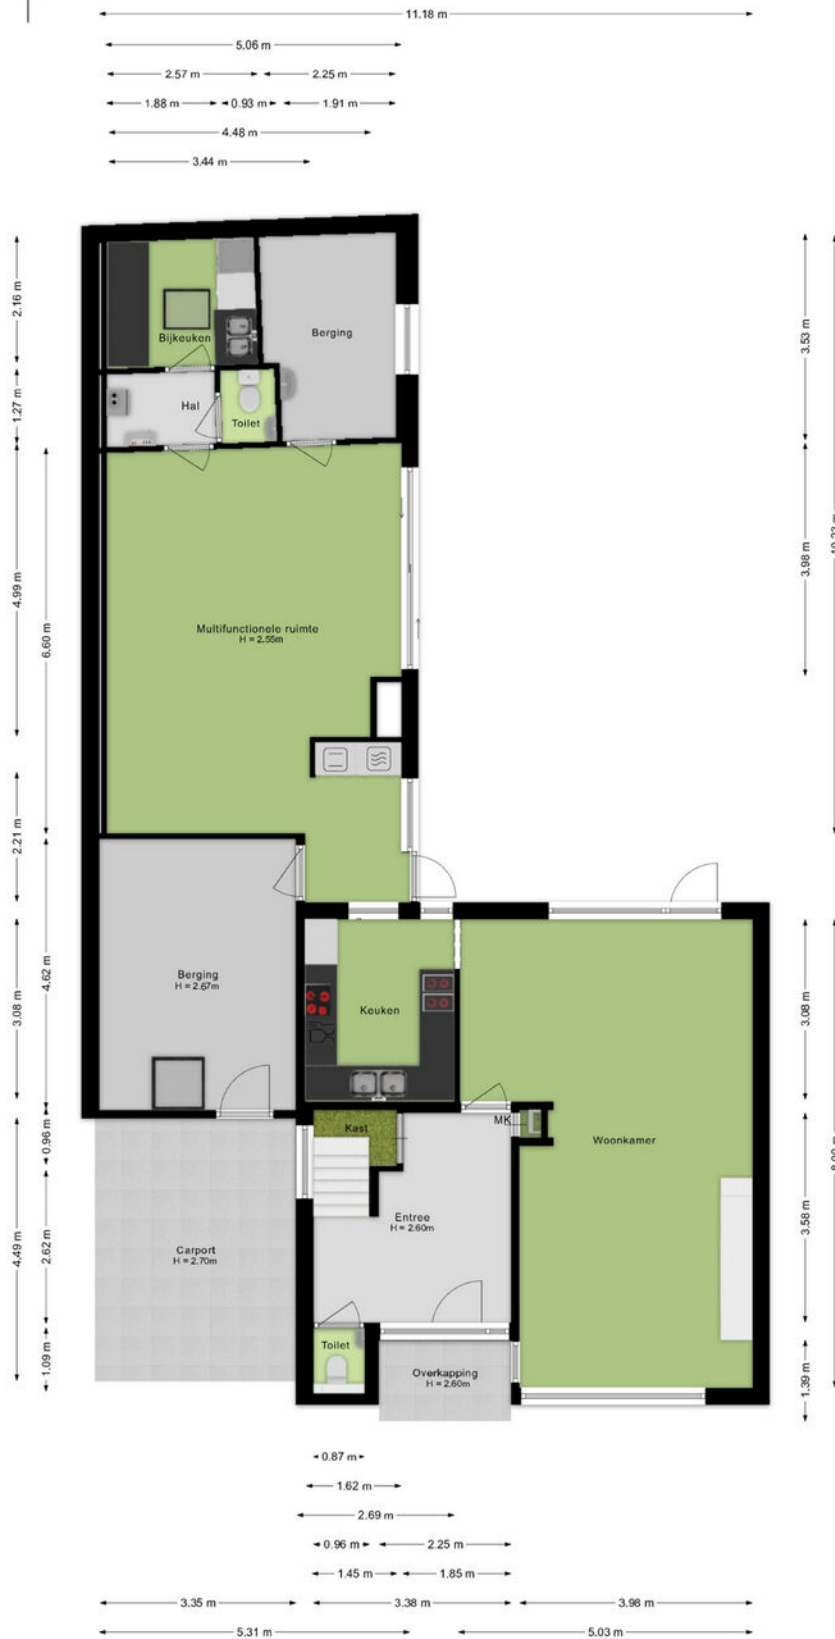 11.18 m
5.06 m
2.57 m 2.25 m
1.88 m 0.93 m 1.91 m
4.48 m
3.44 m
2.16 m
1.27 m
4.99 m
6.60 m
2.21 m
3.08 m
4.62 m
0.96 m
4.49 m
2.62 m
1.09 m
Bijkeuken
Berging
Hal
Toilet
Multifunctionele ruimte
H = 2.55m
Berging
H = 2.67m
Keuken
Kast
MK
Woonkamer
Entree
H = 2.60m
Carport
H = 2.70m
Toilet
Overkapping
H = 2.60m
3.53 m
3.98 m
3.08 m
3.58 m
1.39 m
0.87 m
1.62 m
2.69 m
0.96 m 2.25 m
1.45 m 1.85 m
3.35 m 3.38 m 3.98 m
5.31 m 5.03 m